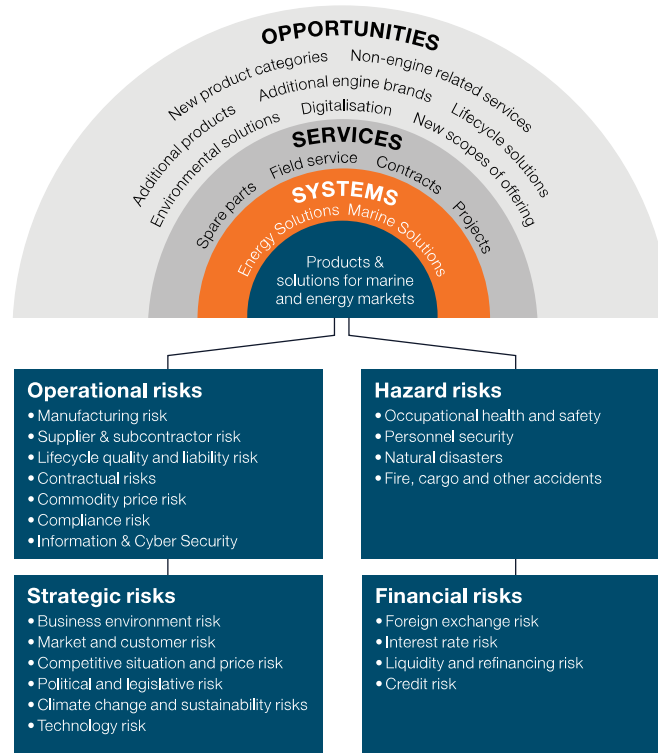 OPPORTUNITIES
New product categories
Non-engine related services
Additional products
Additional engine brands
Lifecycle solutions
Environmental solutions
Digitalisation
New scopes of offering
SERVICES
Spare parts
Field service
Contracts
Projects
SYSTEMS
Energy Solutions
Marine Solutions
Products &
solutions for marine
and energy markets
Operational risks
• Manufacturing risk
• Supplier & subcontractor risk
• Lifecycle quality and liability risk
• Contractual risks
• Commodity price risk
• Compliance risk
• Information & Cyber Security
Hazard risks
• Occupational health and safety
• Personnel security
• Natural disasters
• Fire, cargo and other accidents
Strategic risks
• Business environment risk
• Market and customer risk
• Competitive situation and price risk
• Political and legislative risk
• Climate change and sustainability risks
• Technology risk
Financial risks
• Foreign exchange risk
• Interest rate risk
• Liquidity and refinancing risk
• Credit risk